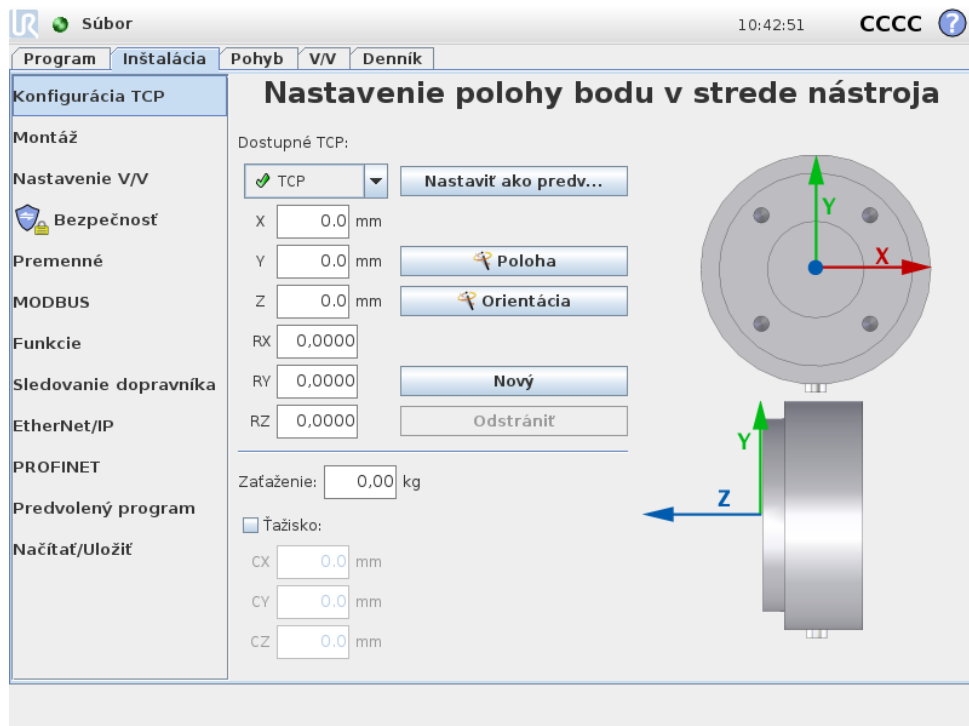 UR Súbor 10:42:51 CCCC ?
Program Inštalácia Pohyb V/V Denník
Konfigurácia TCP
Montáž
Nastavenie V/V
Bezpečnosť
Premenné
MODBUS
Funkcie
Sledovanie dopravníka
EtherNet/IP
PROFINET
Predvolený program
Načítať/Uložiť
Nastavenie polohy bodu v strede nástroja
Dostupné TCP:
TCP Nastaviť ako predv...
X 0.0 mm
Y 0.0 mm Poloha
Z 0.0 mm Orientácia
RX 0,0000
RY 0,0000 Nový
RZ 0,0000 Odstrániť
Zaťaženie: 0,00 kg
Ťažisko:
CX 0.0 mm
CY 0.0 mm
CZ 0.0 mm
Y
X
Y
Z